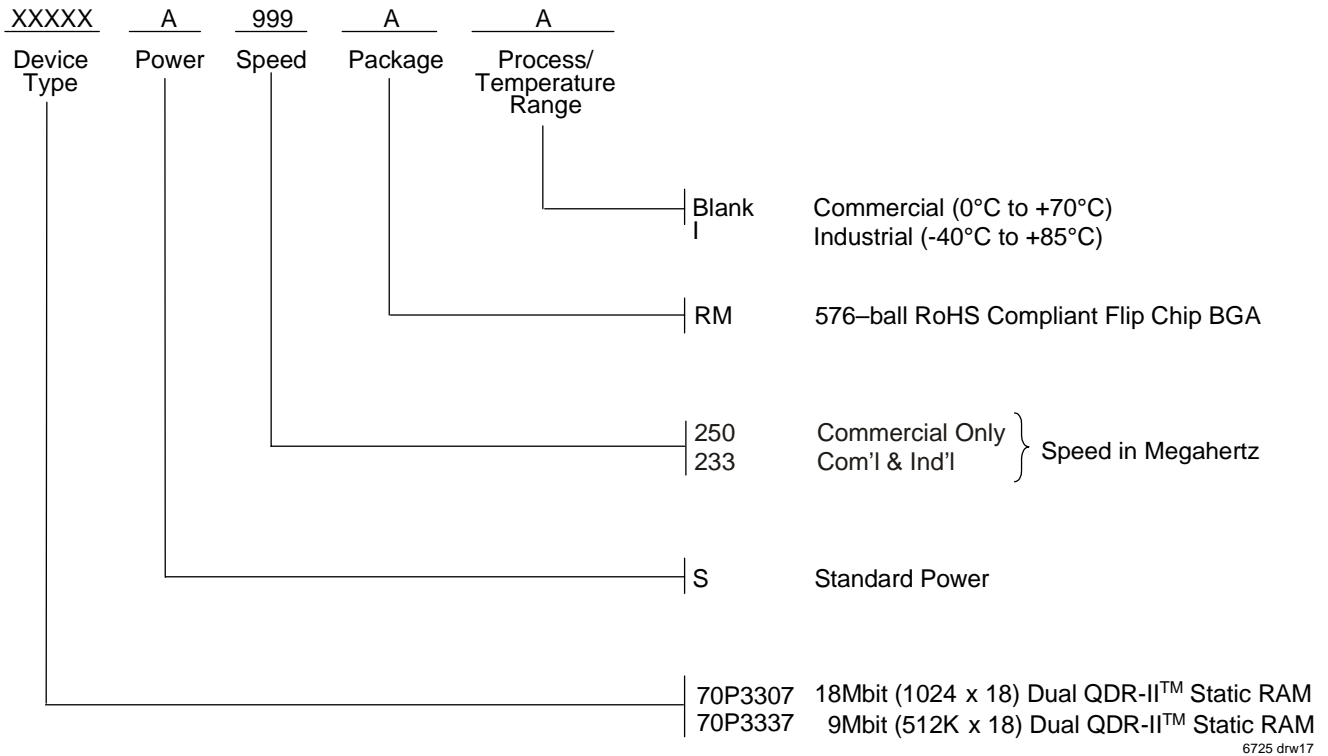 XXXXX A 999 A A
Device Type Power Speed Package Process/ Temperature Range
Blank Commercial (0°C to +70°C)
I Industrial (-40°C to +85°C)
RM 576–ball RoHS Compliant Flip Chip BGA
250 Commercial Only
233 Com’l & Ind’l
Speed in Megahertz
S Standard Power
70P3307 18Mbit (1024 x 18) Dual QDR-II™ Static RAM
70P3337 9Mbit (512K x 18) Dual QDR-II™ Static RAM
6725 drw17